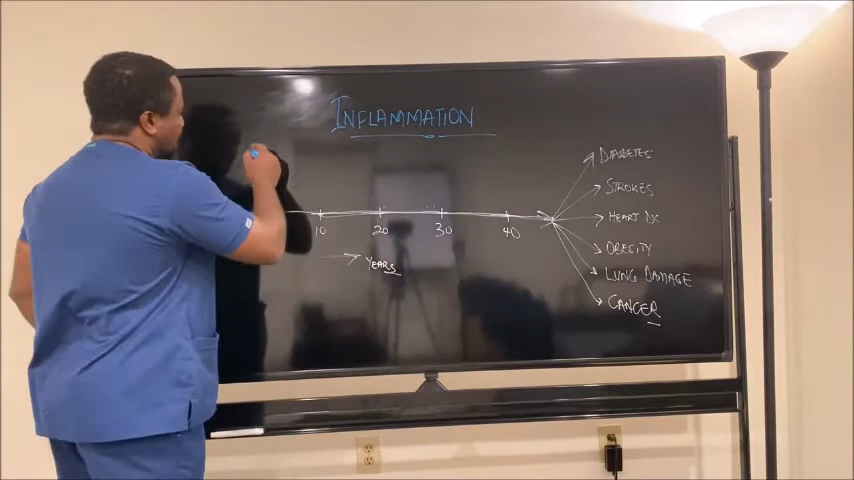 INFLAMMATION
DIABETES
STROKES
HEART DX
OBESITY
LUNG DAMAGE
CANCER
10 20 30 40
YEARS